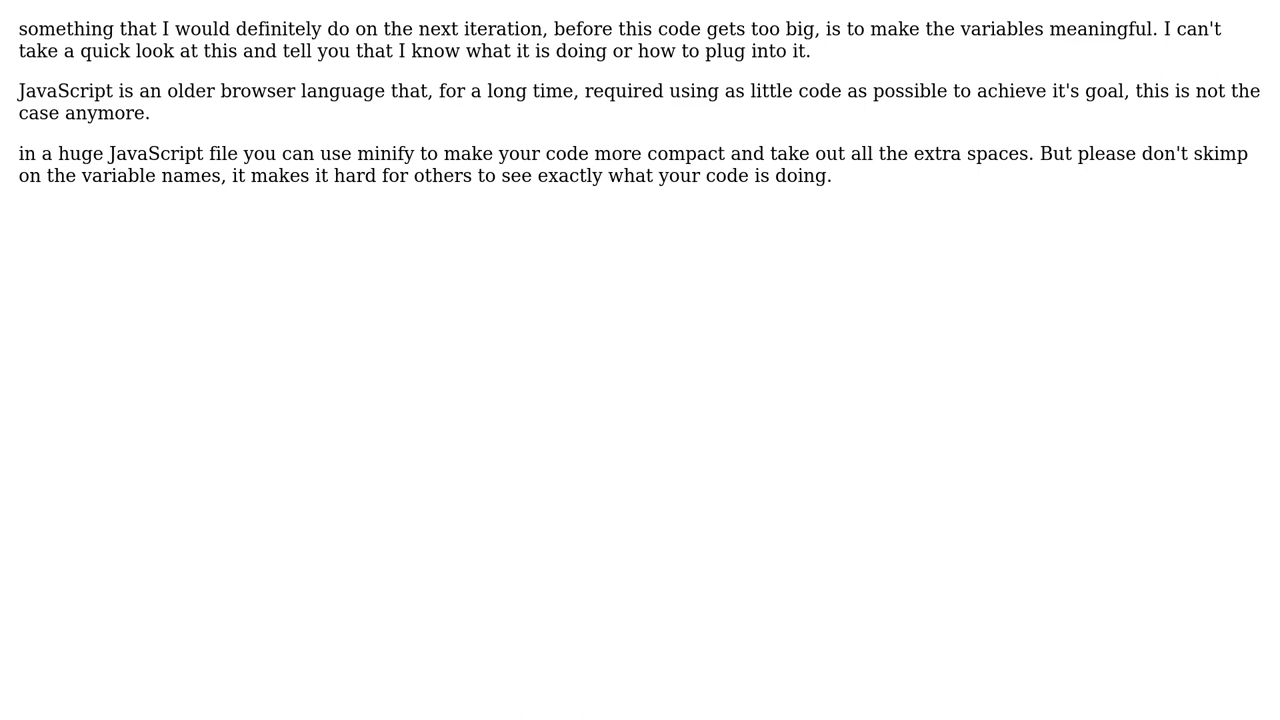 something that I would definitely do on the next iteration, before this code gets too big, is to make the variables meaningful. I can't
take a quick look at this and tell you that I know what it is doing or how to plug into it.
JavaScript is an older browser language that, for a long time, required using as little code as possible to achieve it's goal, this is not the
case anymore.
in a huge JavaScript file you can use minify to make your code more compact and take out all the extra spaces. But please don't skimp
on the variable names, it makes it hard for others to see exactly what your code is doing.